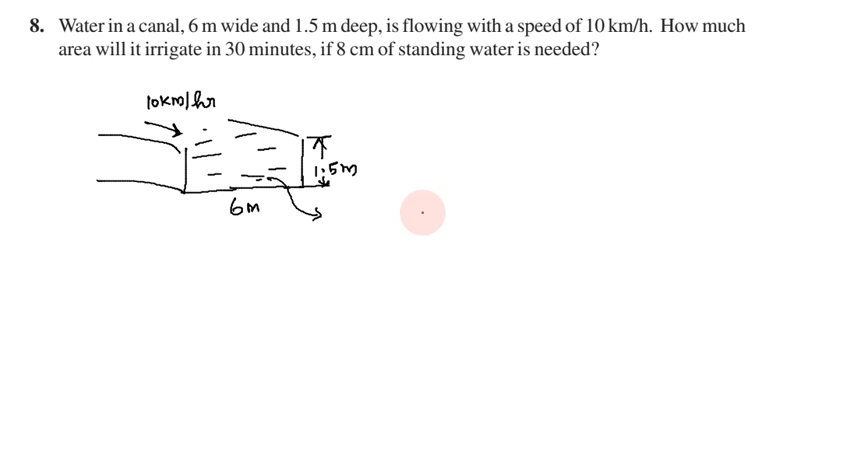 8. Water in a canal, 6 m wide and 1.5 m deep, is flowing with a speed of 10 km/h. How much
area will it irrigate in 30 minutes, if 8 cm of standing water is needed?
10km/hr
1.5m
6m